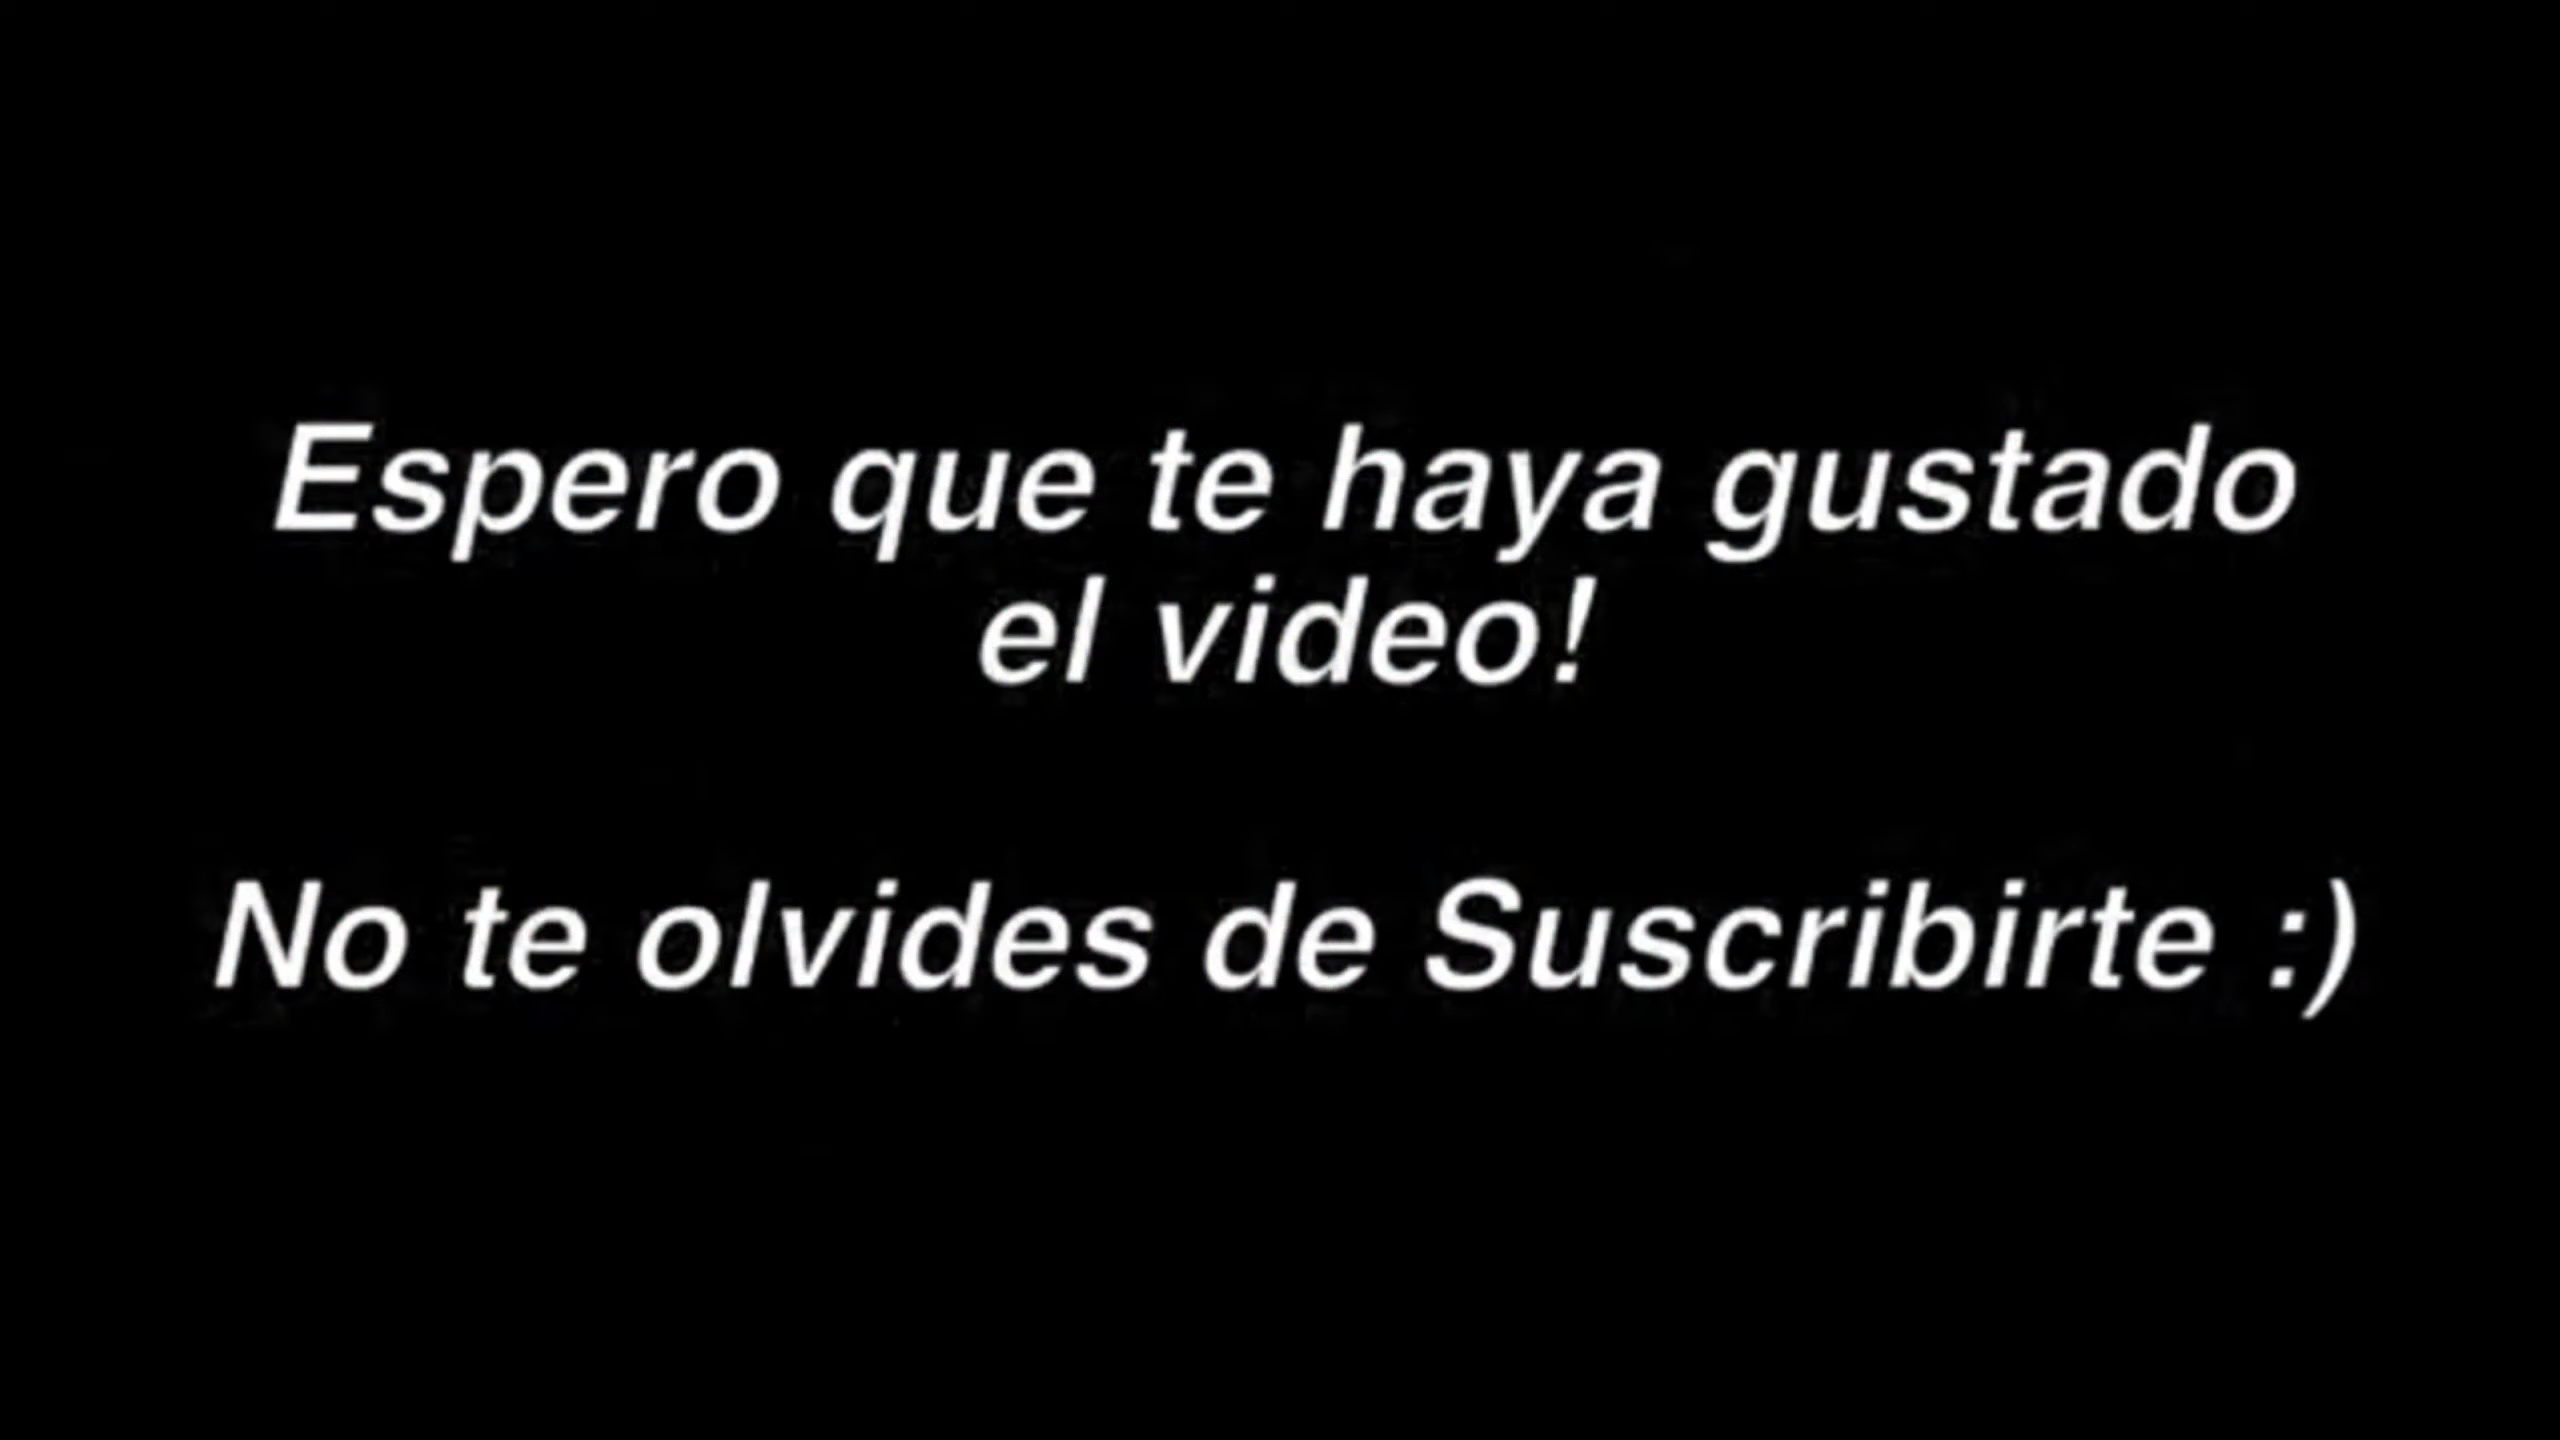 Espero que te haya gustado
el video!
No te olvides de Suscribirte :)